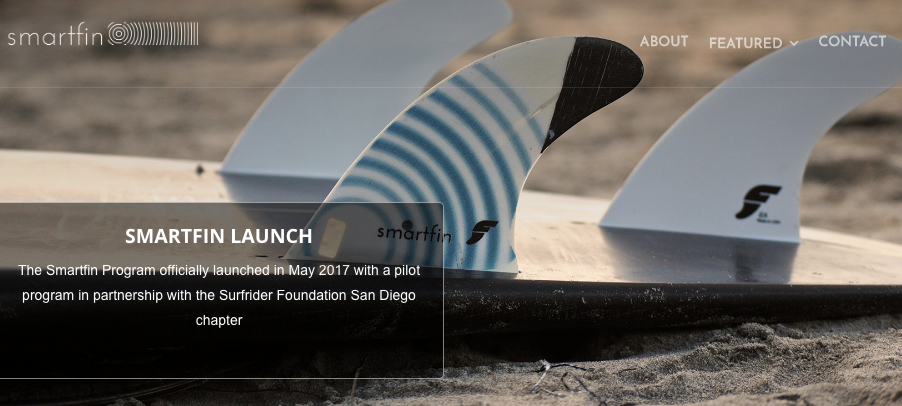 smartfin
ABOUT
FEATURED
CONTACT
smartfin
SMARTFIN LAUNCH
The Smartfin Program officially launched in May 2017 with a pilot
program in partnership with the Surfrider Foundation San Diego
chapter